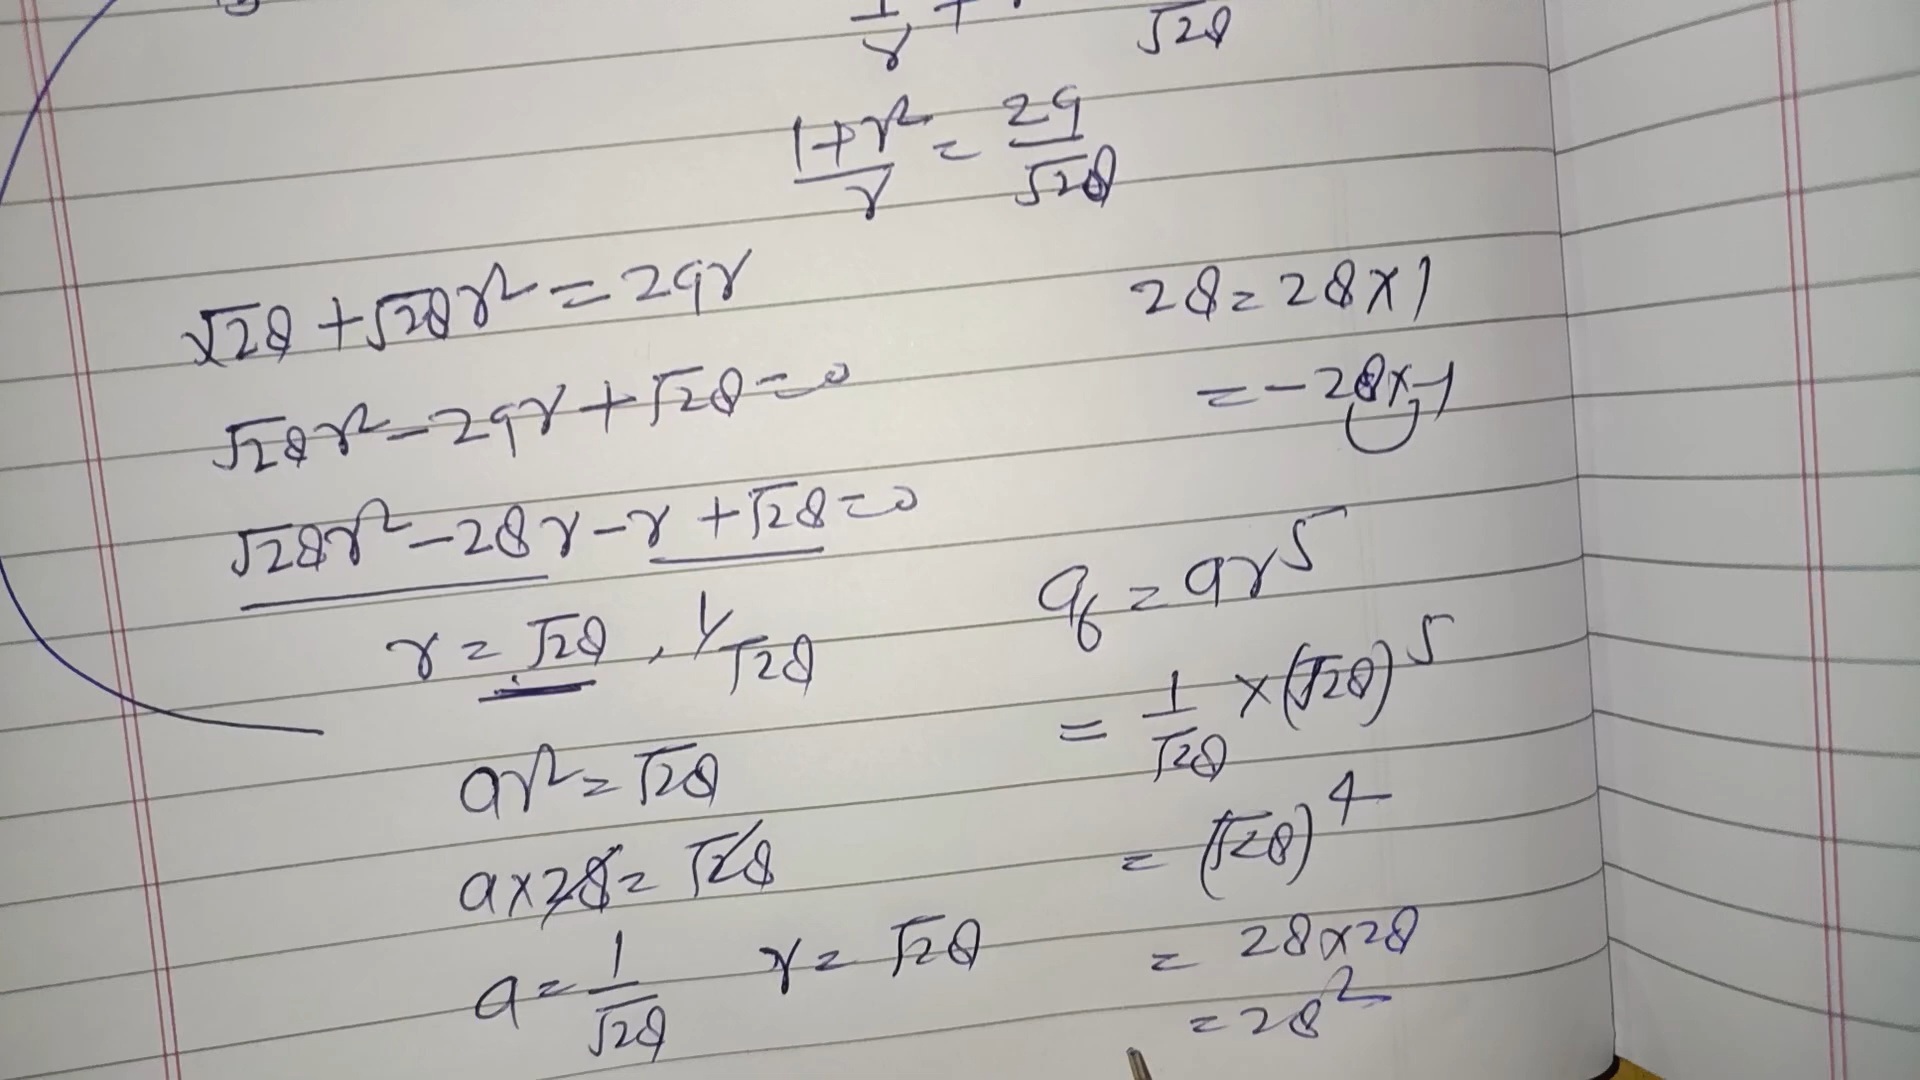 1/r + √28
(1+r²)/r = 29/√28
√28 + √28r² = 29r
√28r² - 29r + √28 = 0
√28r² - 28r - r + √28 = 0
r = √28, 1/√28
ar² = √28
a×28 = √28
a = 1/√28 r = √28
28 = 28×1
= -28×-1
a₆ = ar⁵
= 1/√28 × (√28)⁵
= (√28)⁴
= 28×28
= 28²